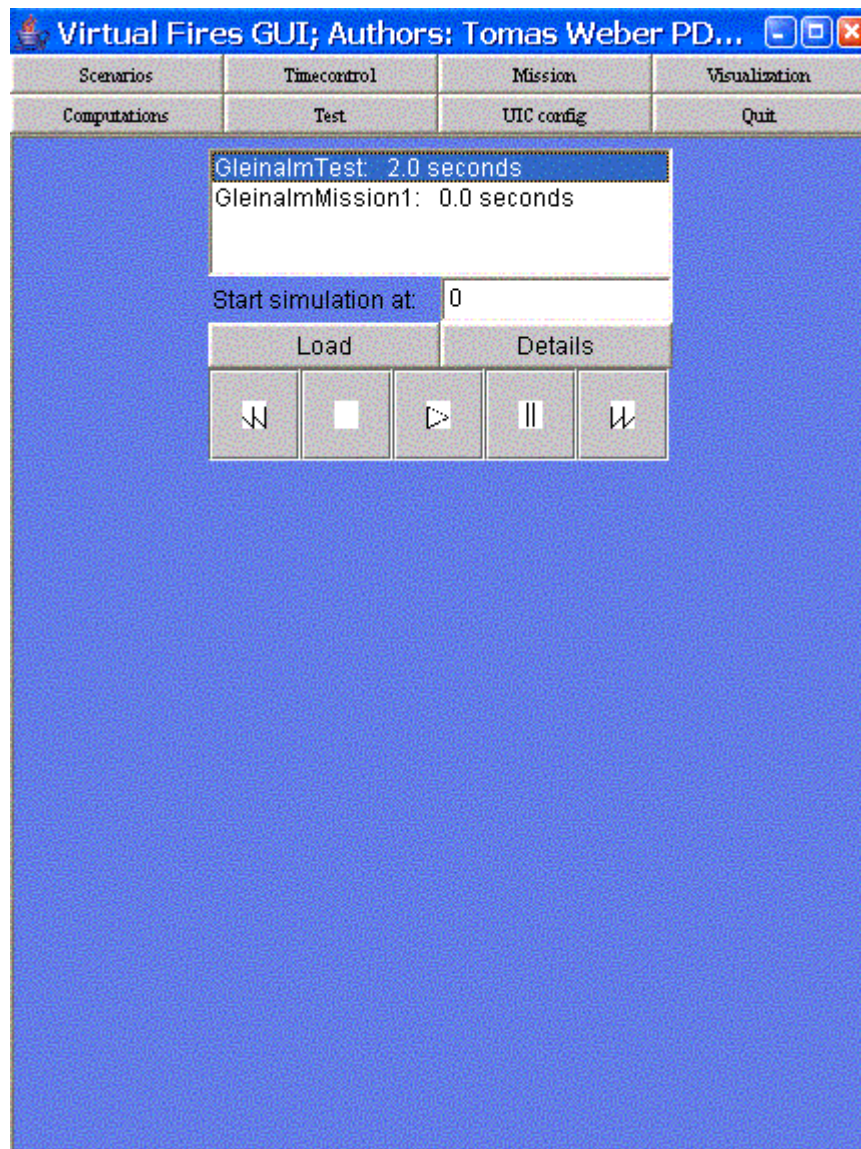 Virtual Fires GUI; Authors: Tomas Weber PD...
Scenarios Timecontrol Mission Visualization
Computations Test UIC config Quit
GleinalmTest: 2.0 seconds
GleinalmMission1: 0.0 seconds
Start simulation at: 0
Load Details